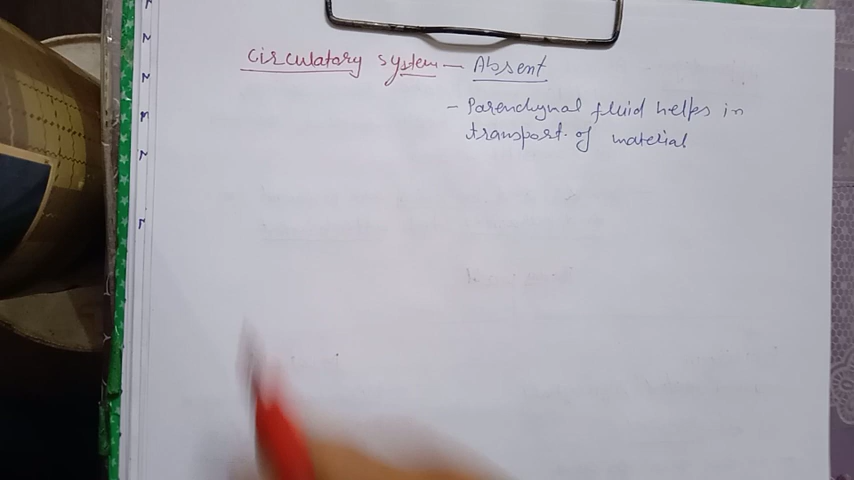 Circulatory system — Absent
- Parenchymal fluid helps in
transport of material